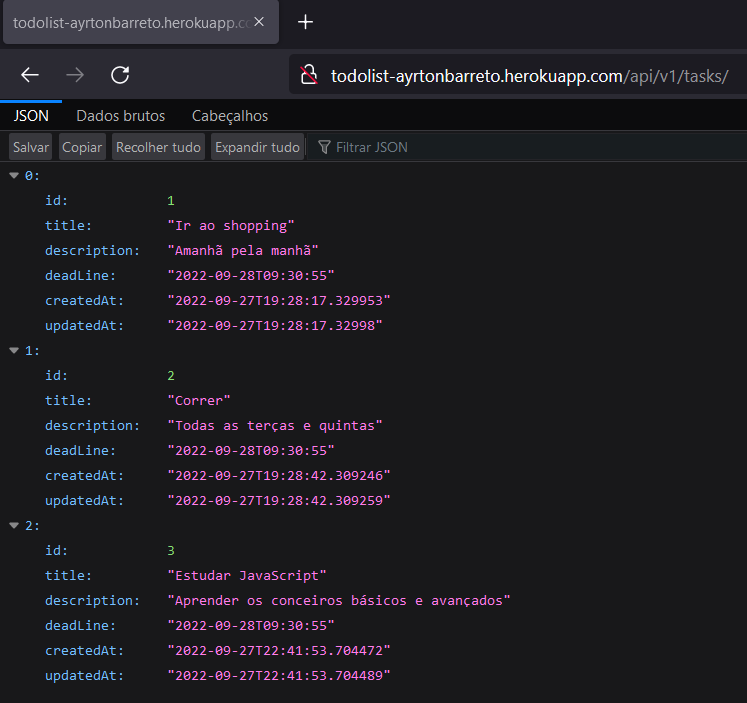 todolist-ayrtonbarreto.herokuapp.co
todolist-ayrtonbarreto.herokuapp.com/api/v1/tasks/
JSON Dados brutos Cabeçalhos
Salvar Copiar Recolher tudo Expandir tudo Filtrar JSON
0:
id: 1
title: "Ir ao shopping"
description: "Amanhã pela manhã"
deadLine: "2022-09-28T09:30:55"
createdAt: "2022-09-27T19:28:17.329953"
updatedAt: "2022-09-27T19:28:17.32998"
1:
id: 2
title: "Correr"
description: "Todas as terças e quintas"
deadLine: "2022-09-28T09:30:55"
createdAt: "2022-09-27T19:28:42.309246"
updatedAt: "2022-09-27T19:28:42.309259"
2:
id: 3
title: "Estudar JavaScript"
description: "Aprender os conceiros básicos e avançados"
deadLine: "2022-09-28T09:30:55"
createdAt: "2022-09-27T22:41:53.704472"
updatedAt: "2022-09-27T22:41:53.704489"